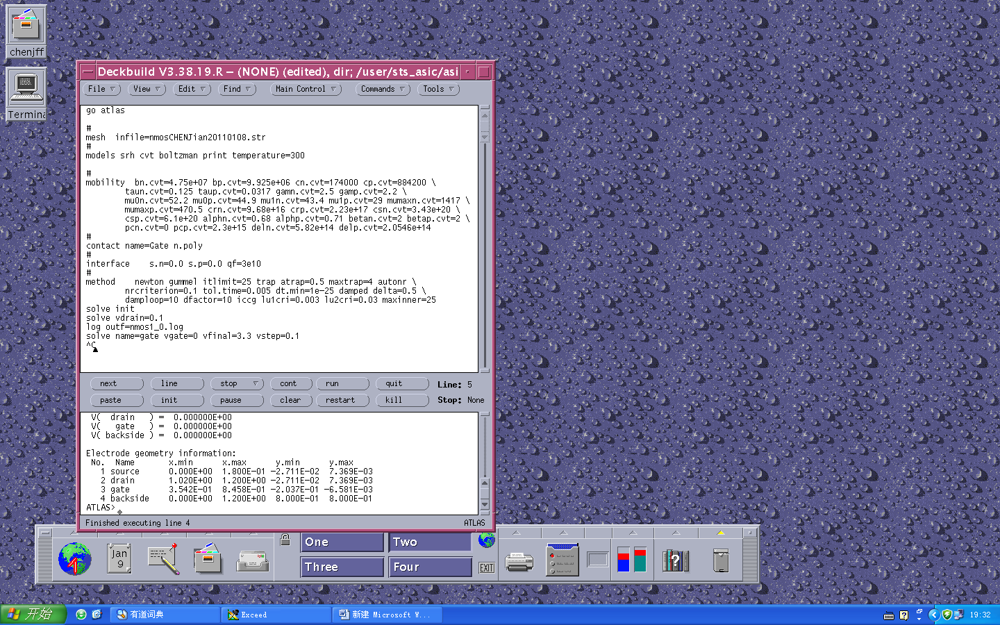 chenjff
Termina
Deckbuild V3.38.19.R – (NONE) (edited), dir; /user/sts_asic/asi
File View Edit Find Main Control Commands Tools
go atlas
#
mesh  infile=nmosCHENJian20110108.str
#
models srh cvt boltzman print temperature=300
#
mobility  bn.cvt=4.75e+07 bp.cvt=9.925e+06 cn.cvt=174000 cp.cvt=884200 \
taun.cvt=0.125 taup.cvt=0.0317 gamn.cvt=2.5 gamp.cvt=2.2 \
mu0n.cvt=52.2 mu0p.cvt=44.9 mu1n.cvt=43.4 mu1p.cvt=29 mumaxn.cvt=1417 \
mumaxp.cvt=470.5 crn.cvt=9.68e+16 crp.cvt=2.23e+17 csn.cvt=3.43e+20 \
csp.cvt=6.1e+20 alphn.cvt=0.68 alphp.cvt=0.71 betan.cvt=2 betap.cvt=2 \
pcn.cvt=0 pcp.cvt=2.3e+15 deln.cvt=5.82e+14 delp.cvt=2.0546e+14
#
contact name=Gate n.poly
#
interface    s.n=0.0 s.p=0.0 qf=3e10
#
method    newton gummel itlimit=25 trap atrap=0.5 maxtrap=4 autonr \
nrcriterion=0.1 tol.time=0.005 dt.min=1e-25 damped delta=0.5 \
damploop=10 dfactor=10 iccg lu1cri=0.003 lu2cri=0.03 maxinner=25
solve init
solve vdrain=0.1
log outf=nmos1_0.log
solve name=gate vgate=0 vfinal=3.3 vstep=0.1
^C
next line stop cont run quit Line: 5
paste init pause clear restart kill Stop: None
V(  drain   ) =  0.000000E+00
V(   gate   ) =  0.000000E+00
V( backside ) =  0.000000E+00
Electrode geometry information:
No.  Name       x.min      x.max      y.min      y.max
1 source      0.000E+00  1.800E-01 -2.711E-02  7.369E-03
2 drain       1.020E+00  1.200E+00 -2.711E-02  7.369E-03
3 gate        3.542E-01  8.458E-01 -2.037E-01 -6.581E-03
4 backside    0.000E+00  1.200E+00  8.000E-01  8.000E-01
ATLAS>
Finished executing line 4 ATLAS
Jan
9
One Two
Three Four
EXIT
?
开始 有道词典 Exceed 新建 Microsoft W... 19:32